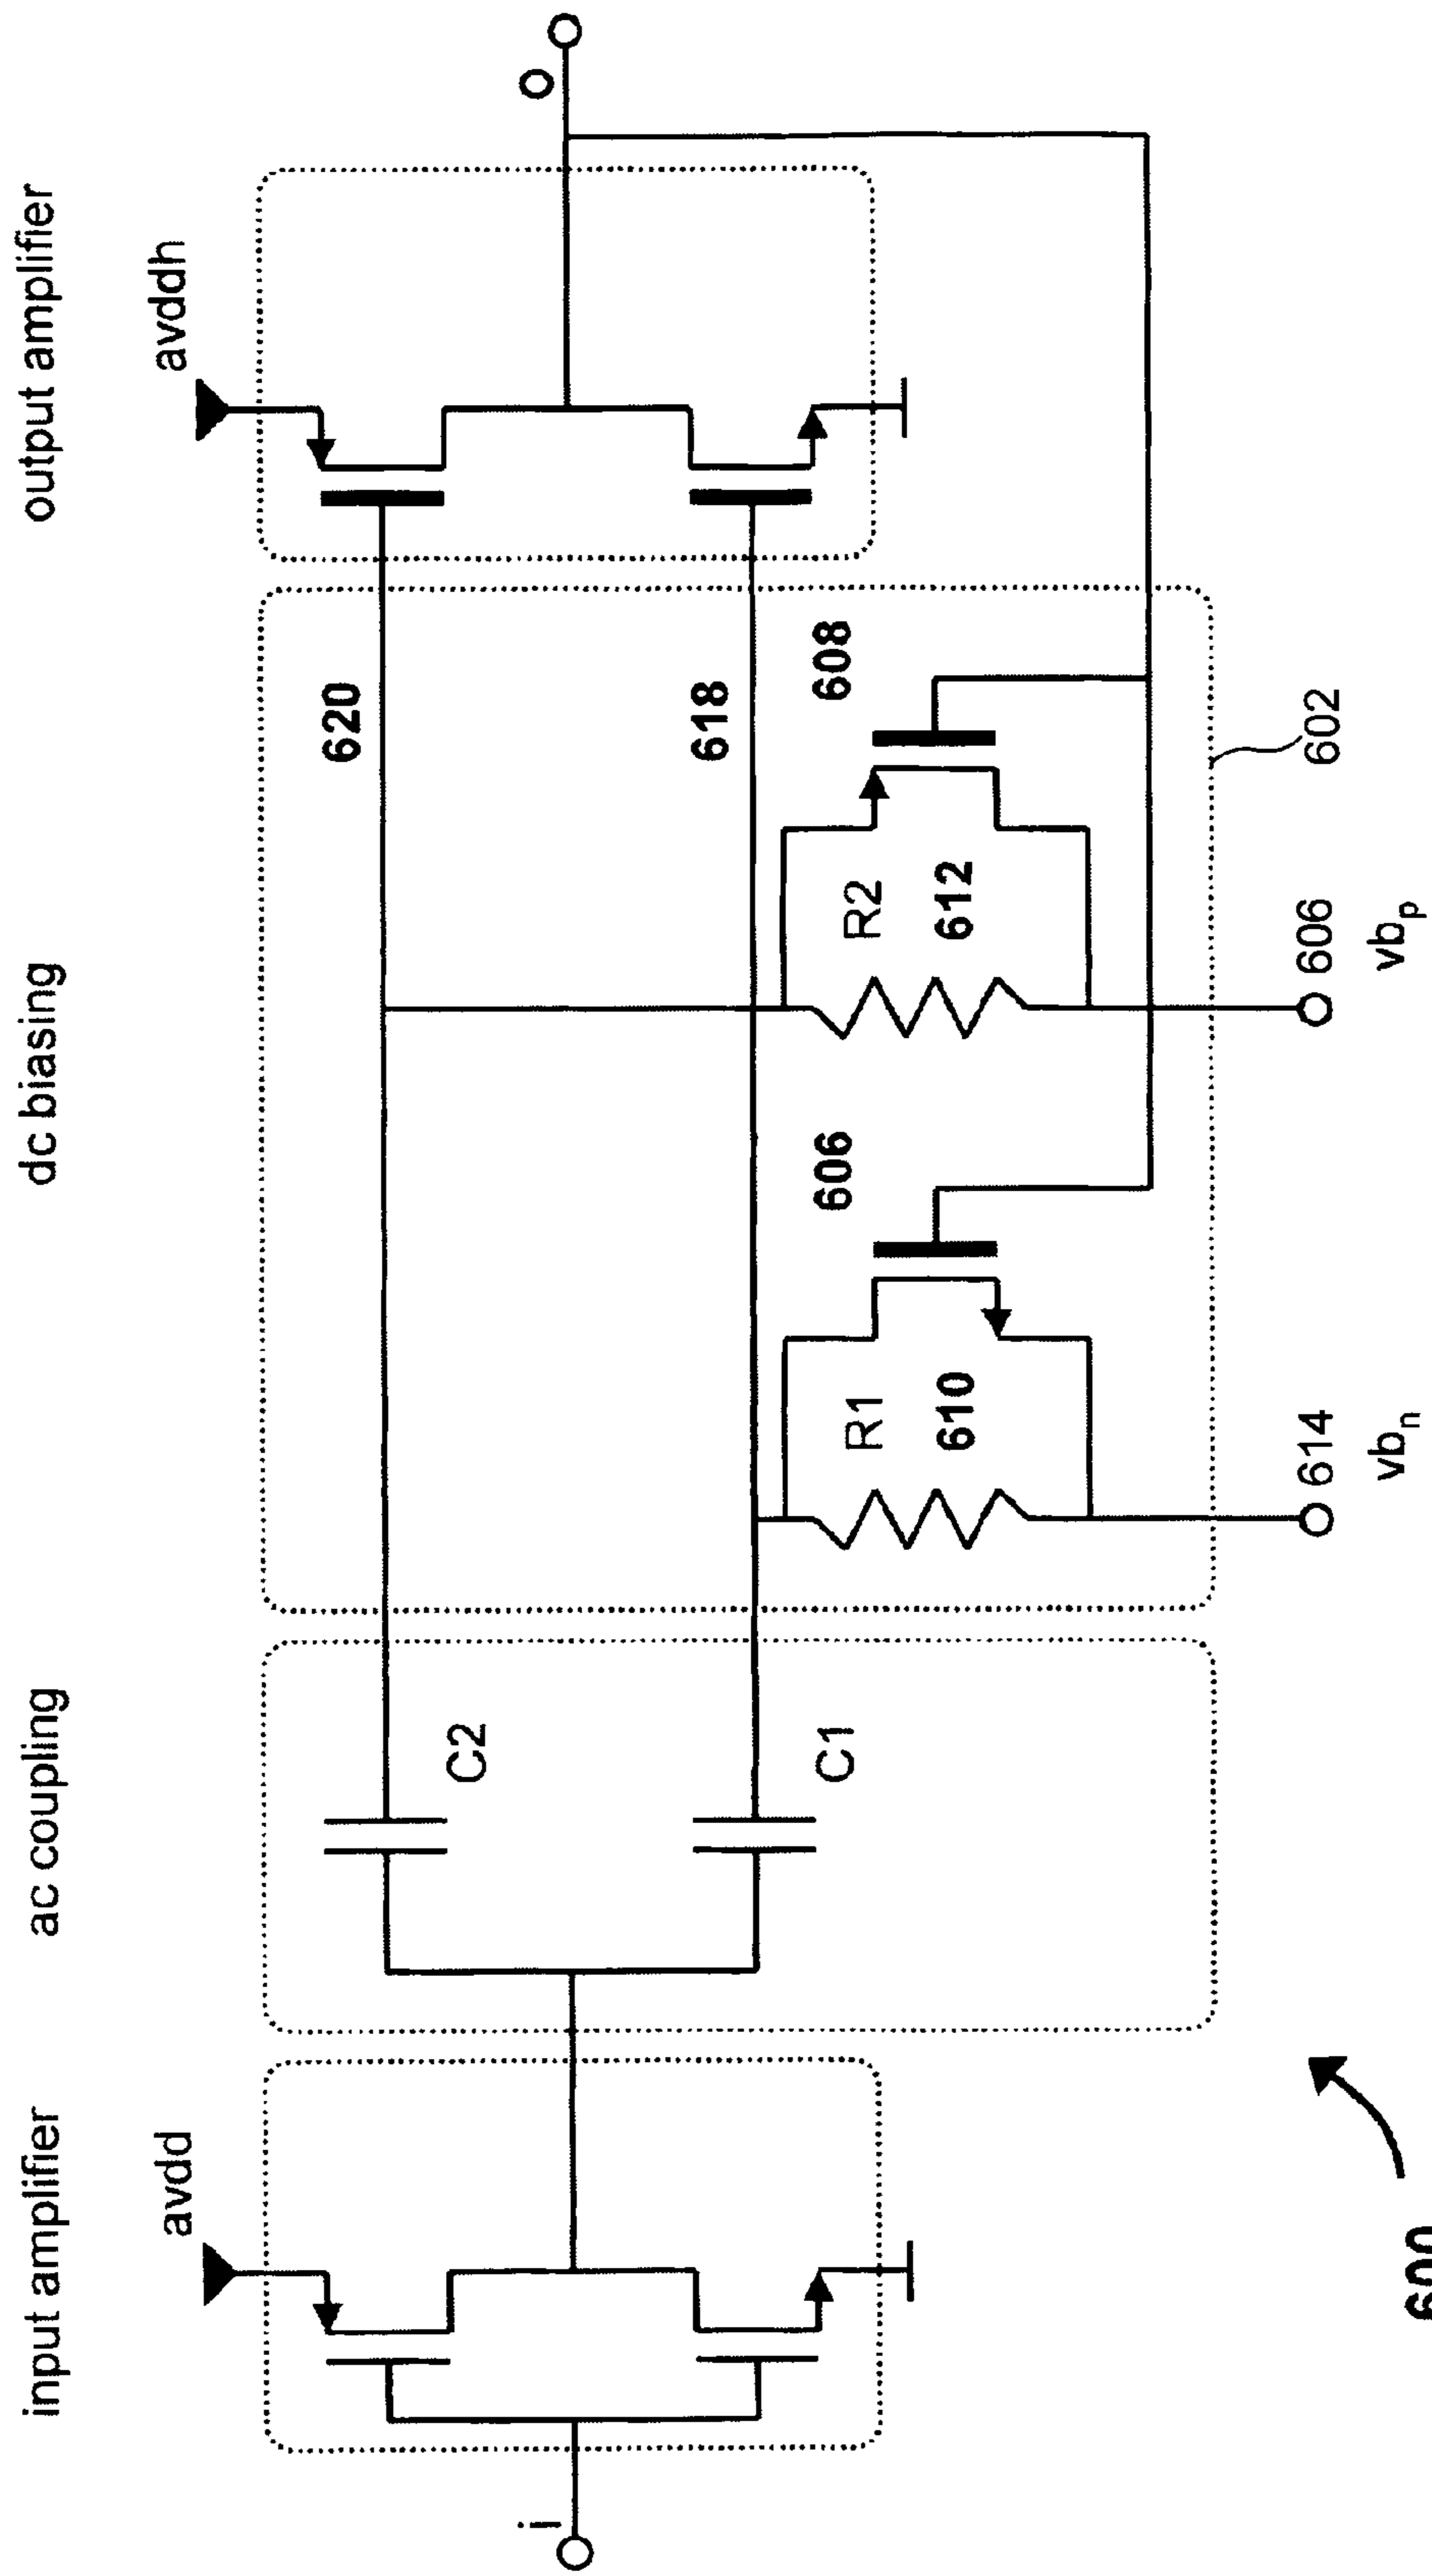 input amplifier
ac coupling
dc biasing
output amplifier
avdd
avddh
i
o
C2
C1
620
618
R1
610
606
R2
612
608
614
vbn
606
vbp
602
600